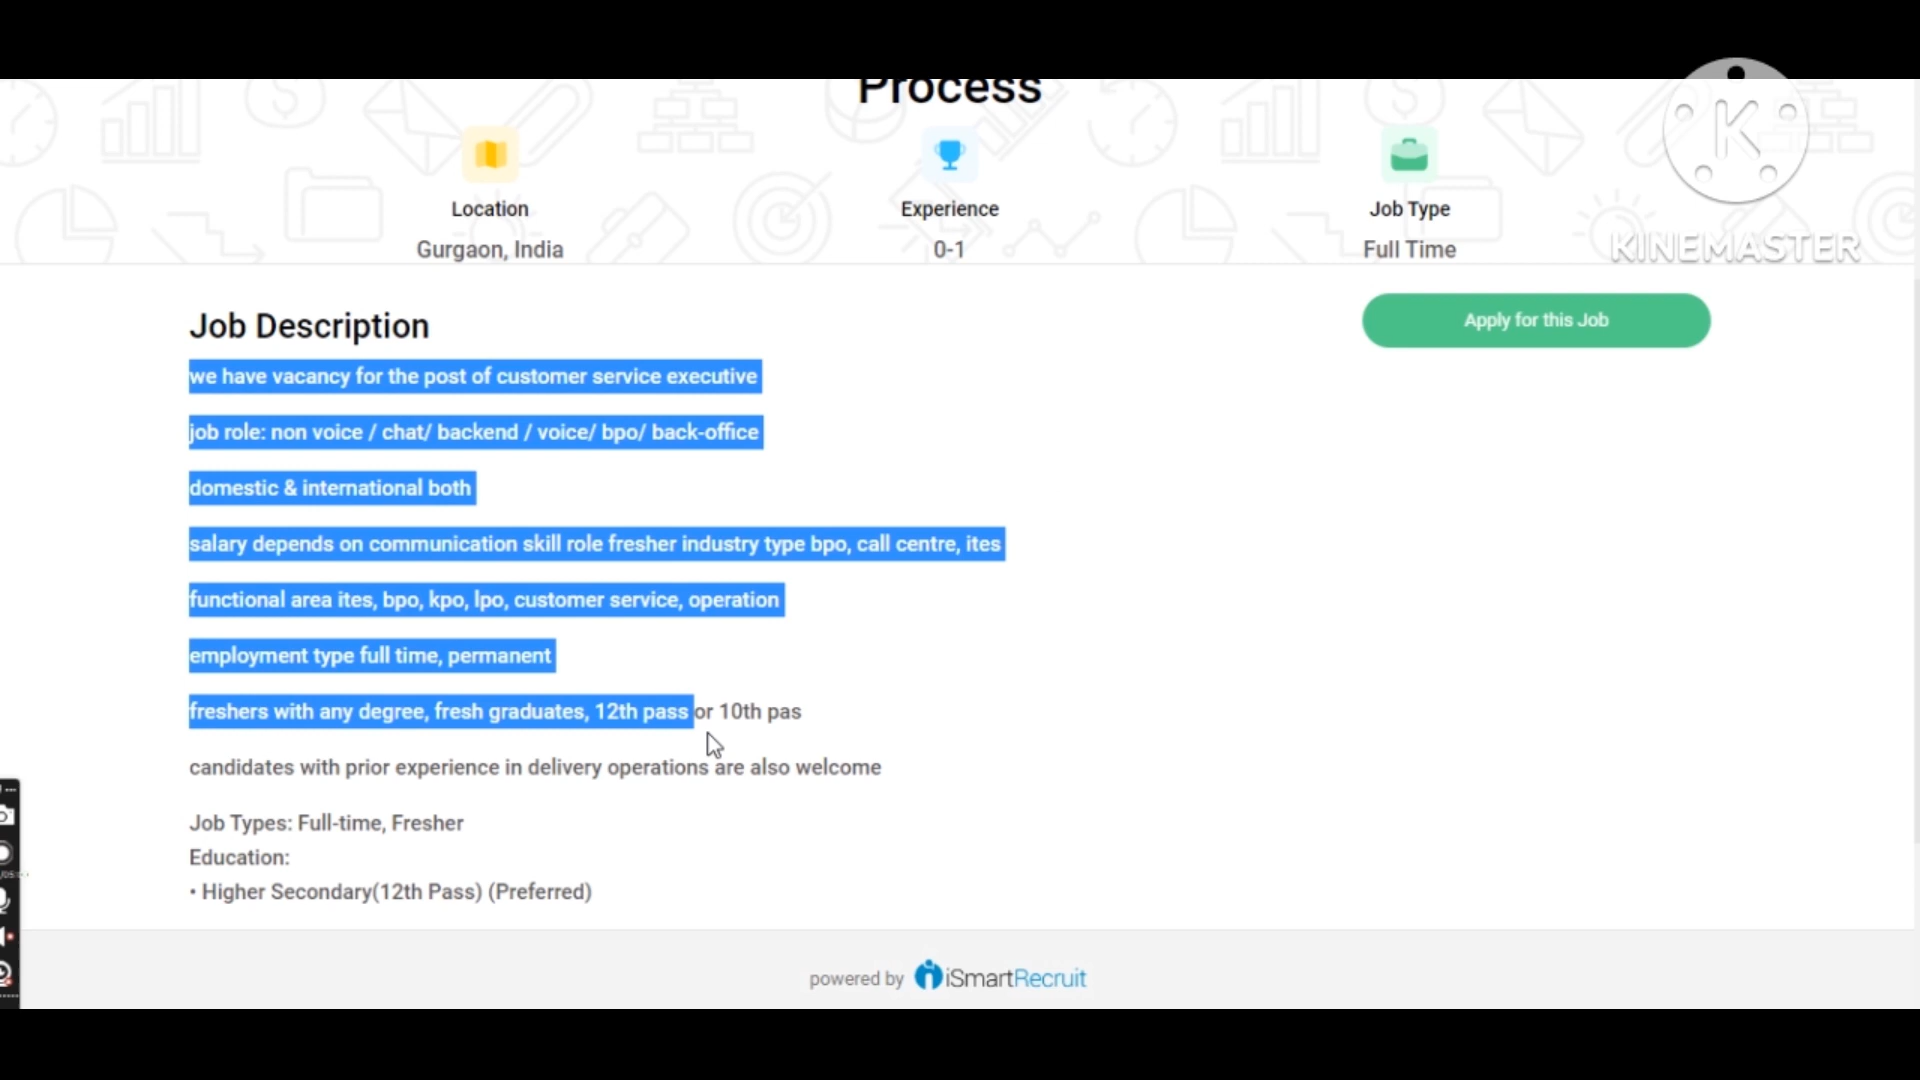 Process
KINEMASTER
Location
Experience
Job Type
Gurgaon, India
0-1
Full Time
Job Description
Apply for this Job
we have vacancy for the post of customer service executive
job role: non voice / chat/ backend / voice/ bpo/ back-office
domestic & international both
salary depends on communication skill role fresher industry type bpo, call centre, ites
functional area ites, bpo, kpo, lpo, customer service, operation
employment type full time, permanent
freshers with any degree, fresh graduates, 12th pass or 10th pas
candidates with prior experience in delivery operations are also welcome
Job Types: Full-time, Fresher
Education:
• Higher Secondary(12th Pass) (Preferred)
powered by iSmartRecruit